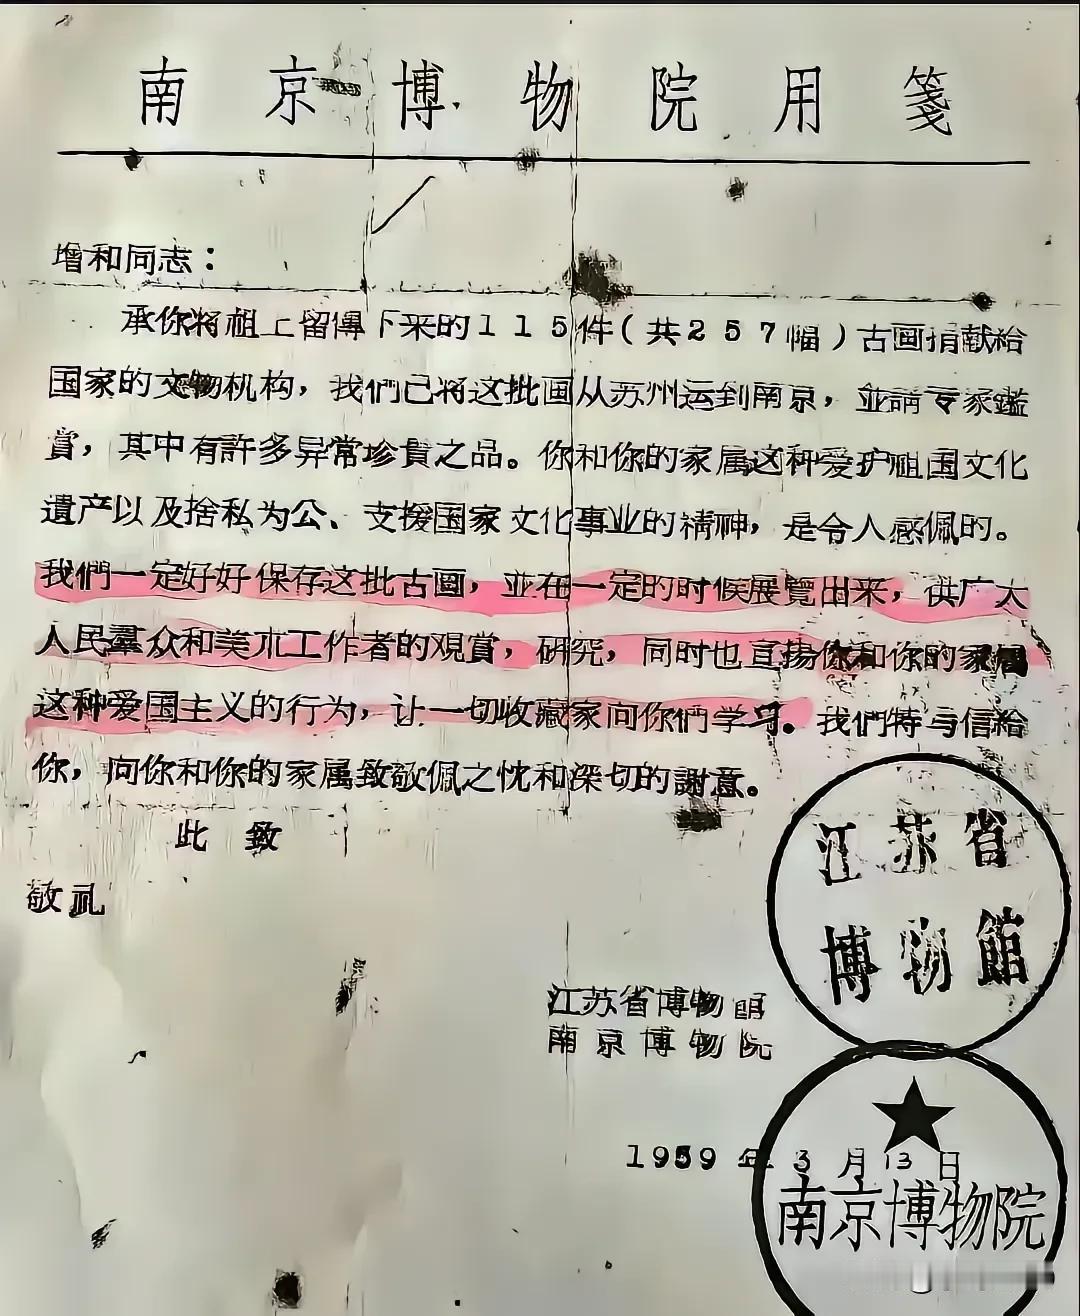 南京博物院用箋
增和同志：
承你将祖上留傳下来的115件（共257幅）古画捐献给
国家的文物机构，我們已将这批画从苏州运到南京，並請专家鑑
賞，其中有許多异常珍貴之品。你和你的家属这种爱护祖国文化
遺产以及捨私为公、支援国家文化事业的精神，是令人感佩的。
我們一定好好保存这批古画，並在一定的时候展覽出来，供广大
人民羣众和美术工作者的观賞，研究，同时也宣揚你和你的家属
这种爱国主义的行为，让一切收藏家向你們学习。我們特与信給
你，向你和你的家属致敬佩之忱和深切的謝意。
此致
敬礼
江苏省
博物館
江苏省博物館
南京博物院
1959年3月13日
南京博物院